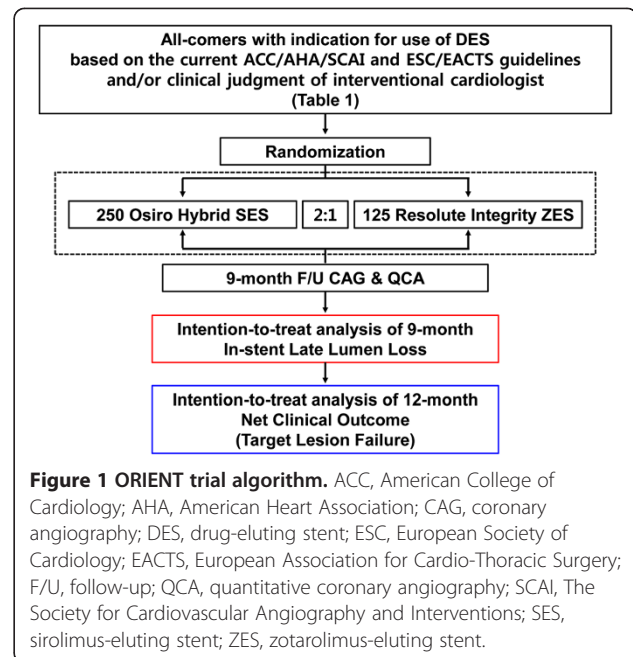 All-comers with indication for use of DES
based on the current ACC/AHA/SCAI and ESC/EACTS guidelines
and/or clinical judgment of interventional cardiologist
(Table 1)
Randomization
250 Osiro Hybrid SES 2:1 125 Resolute Integrity ZES
9-month F/U CAG & QCA
Intention-to-treat analysis of 9-month
In-stent Late Lumen Loss
Intention-to-treat analysis of 12-month
Net Clinical Outcome
(Target Lesion Failure)
Figure 1 ORIENT trial algorithm. ACC, American College of
Cardiology; AHA, American Heart Association; CAG, coronary
angiography; DES, drug-eluting stent; ESC, European Society of
Cardiology; EACTS, European Association for Cardio-Thoracic Surgery;
F/U, follow-up; QCA, quantitative coronary angiography; SCAI, The
Society for Cardiovascular Angiography and Interventions; SES,
sirolimus-eluting stent; ZES, zotarolimus-eluting stent.